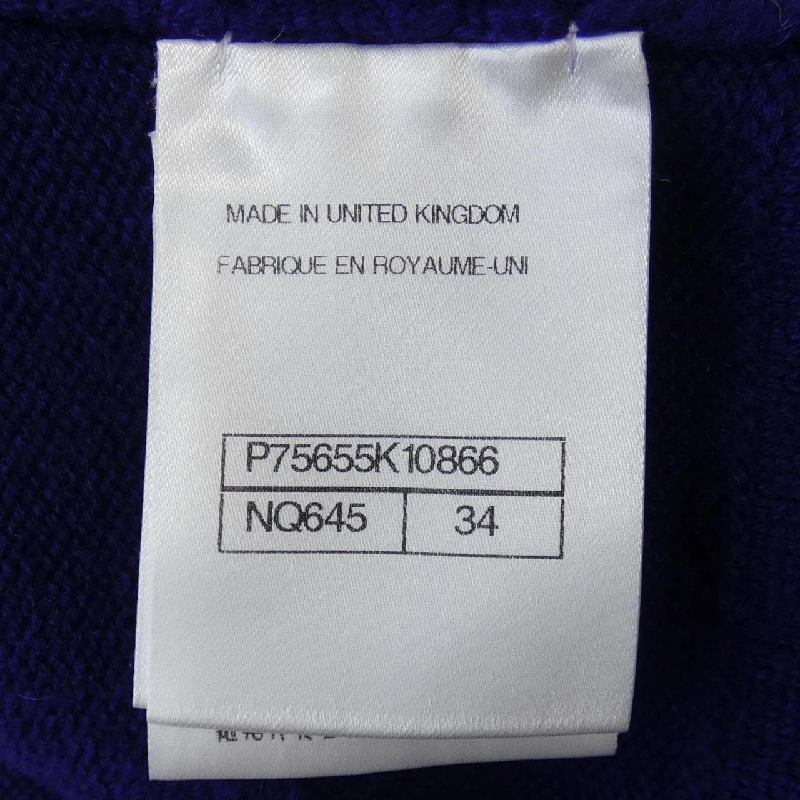 MADE IN UNITED KINGDOM
FABRIQUE EN ROYAUME-UNI
P75655K10866
NQ645 34